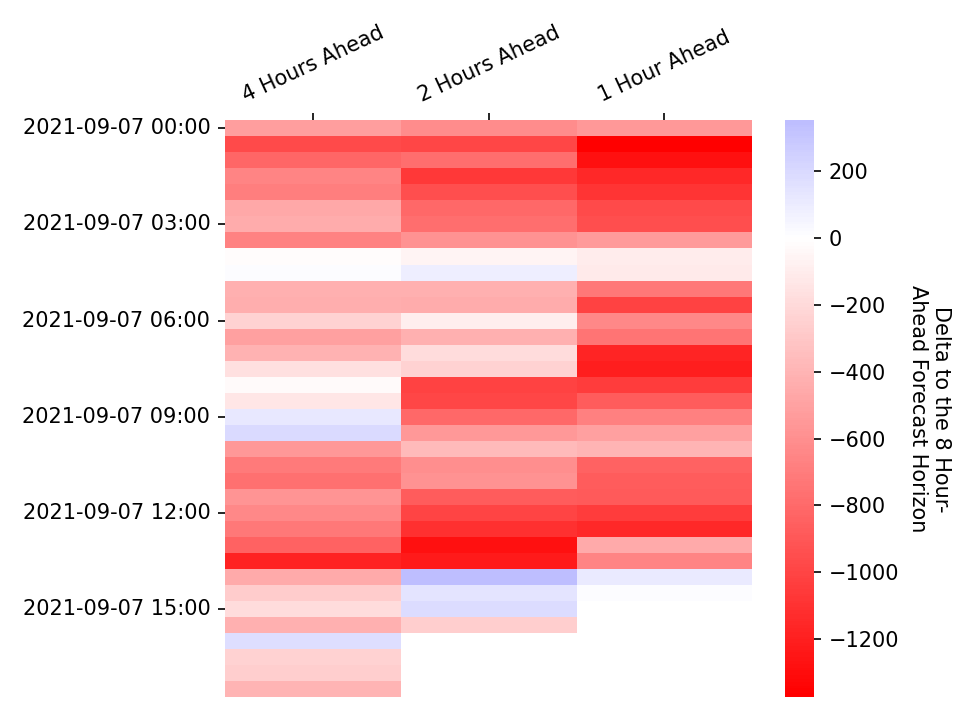 4 Hours Ahead
2 Hours Ahead
1 Hour Ahead
2021-09-07 00:00
2021-09-07 03:00
2021-09-07 06:00
2021-09-07 09:00
2021-09-07 12:00
2021-09-07 15:00
200
0
−200
−400
−600
−800
−1000
−1200
Delta to the 8 Hour-
Ahead Forecast Horizon